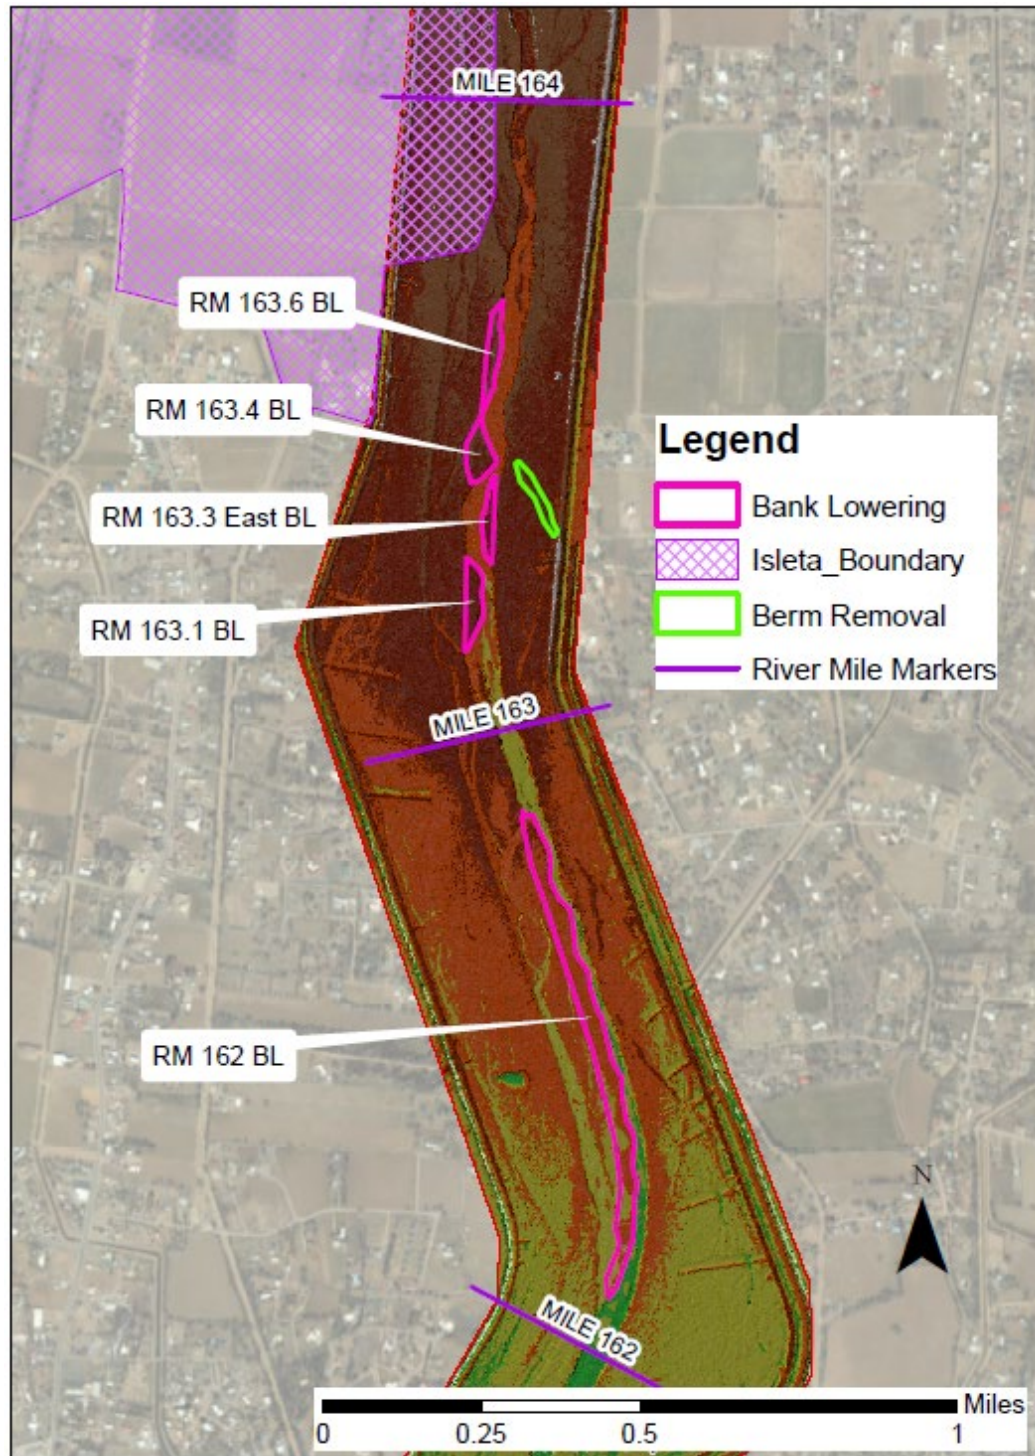 MILE 164
RM 163.6 BL
RM 163.4 BL
RM 163.3 East BL
RM 163.1 BL
Legend
Bank Lowering
Isleta_Boundary
Berm Removal
River Mile Markers
MILE 163
RM 162 BL
N
MILE 162
Miles
0 0.25 0.5 1